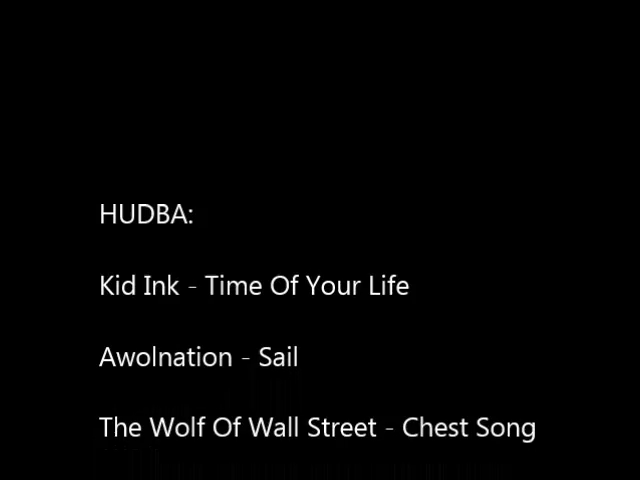 HUDBA:
Kid Ink - Time Of Your Life
Awolnation - Sail
The Wolf Of Wall Street - Chest Song